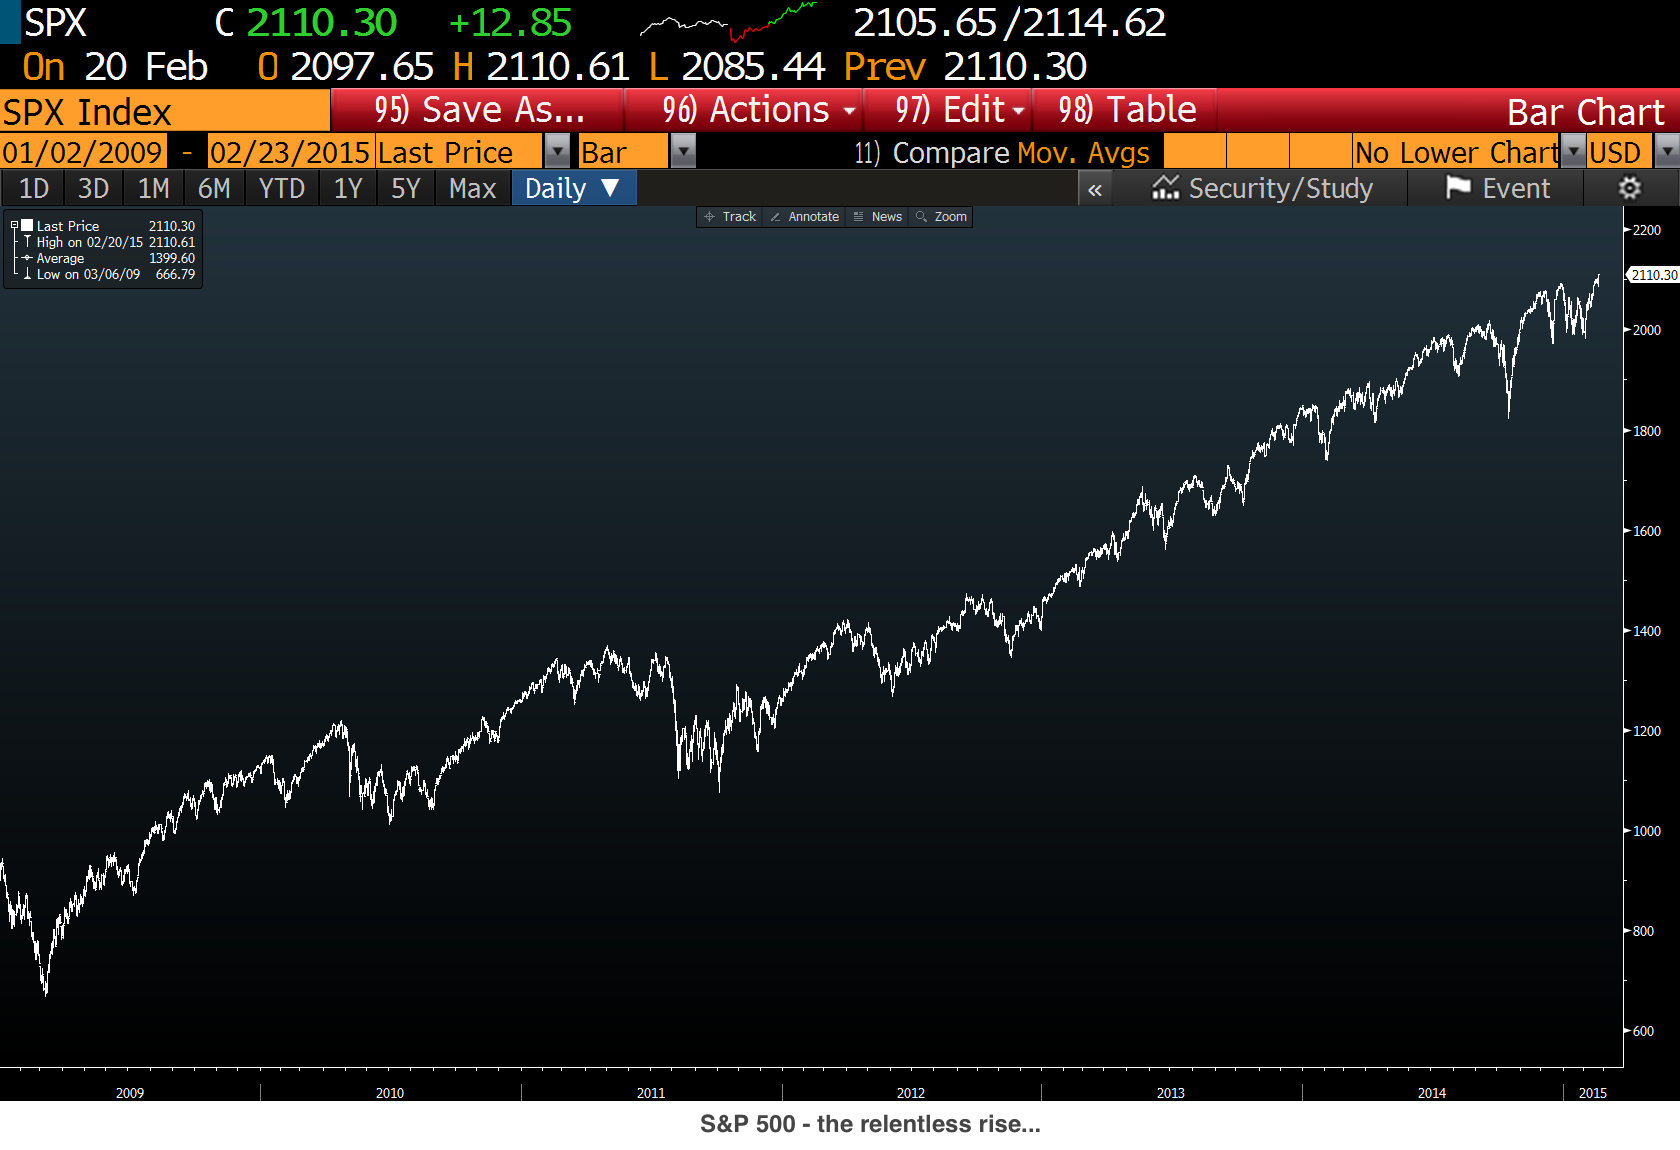 SPX C 2110.30 +12.85 2105.65/2114.62
On 20 Feb O 2097.65 H 2110.61 L 2085.44 Prev 2110.30
SPX Index 95) Save As... 96) Actions 97) Edit 98) Table Bar Chart
01/02/2009 - 02/23/2015 Last Price Bar 11) Compare Mov. Avgs No Lower Chart USD
1D 3D 1M 6M YTD 1Y 5Y Max Daily ▼ « Security/Study Event
Track Annotate News Zoom
Last Price 2110.30
High on 02/20/15 2110.61
Average 1399.60
Low on 03/06/09 666.79
2200
2110.30
2000
1800
1600
1400
1200
1000
800
600
2009 2010 2011 2012 2013 2014 2015
S&P 500 - the relentless rise...